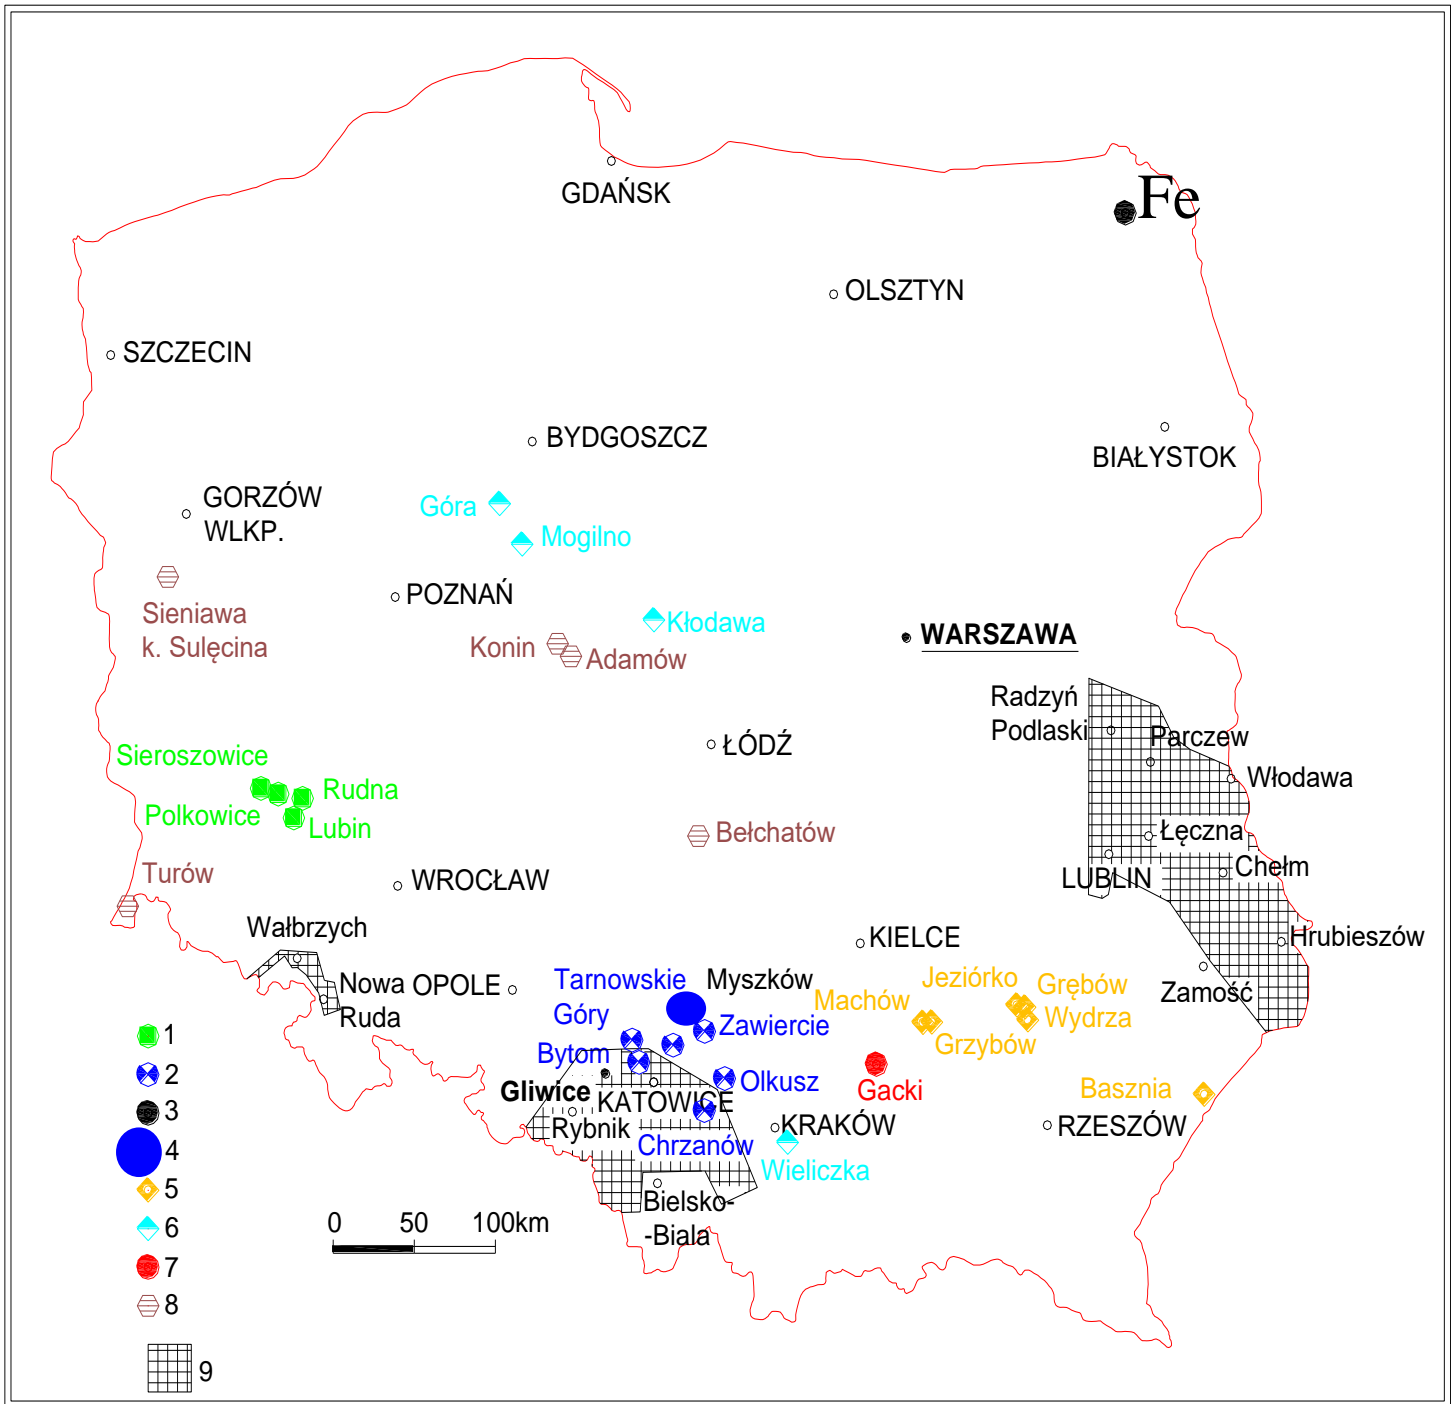 GDAŃSK
Fe
OLSZTYN
SZCZECIN
BYDGOSZCZ
BIAŁYSTOK
GORZÓW
WLKP.
Góra
Mogilno
POZNAŃ
Sieniawa
k. Sulęcina
Kłodawa
Konin
Adamów
WARSZAWA
Radzyń
Podlaski
Parczew
Włodawa
ŁÓDŹ
Sieroszowice
Rudna
Polkowice
Lubin
Bełchatów
Łęczna
Chełm
LUBLIN
Turów
WROCŁAW
Wałbrzych
KIELCE
Hrubieszów
Zamość
Nowa
Ruda
OPOLE
Tarnowskie
Góry
Myszków
Zawiercie
Bytom
Machów
Jeziórko
Grębów
Wydrza
Grzybów
Gliwice
KATOWICE
Olkusz
Gacki
Basznia
Rybnik
Chrzanów
KRAKÓW
Wieliczka
RZESZÓW
Bielsko-
-Biala
0 50 100km
1
2
3
4
5
6
7
8
9